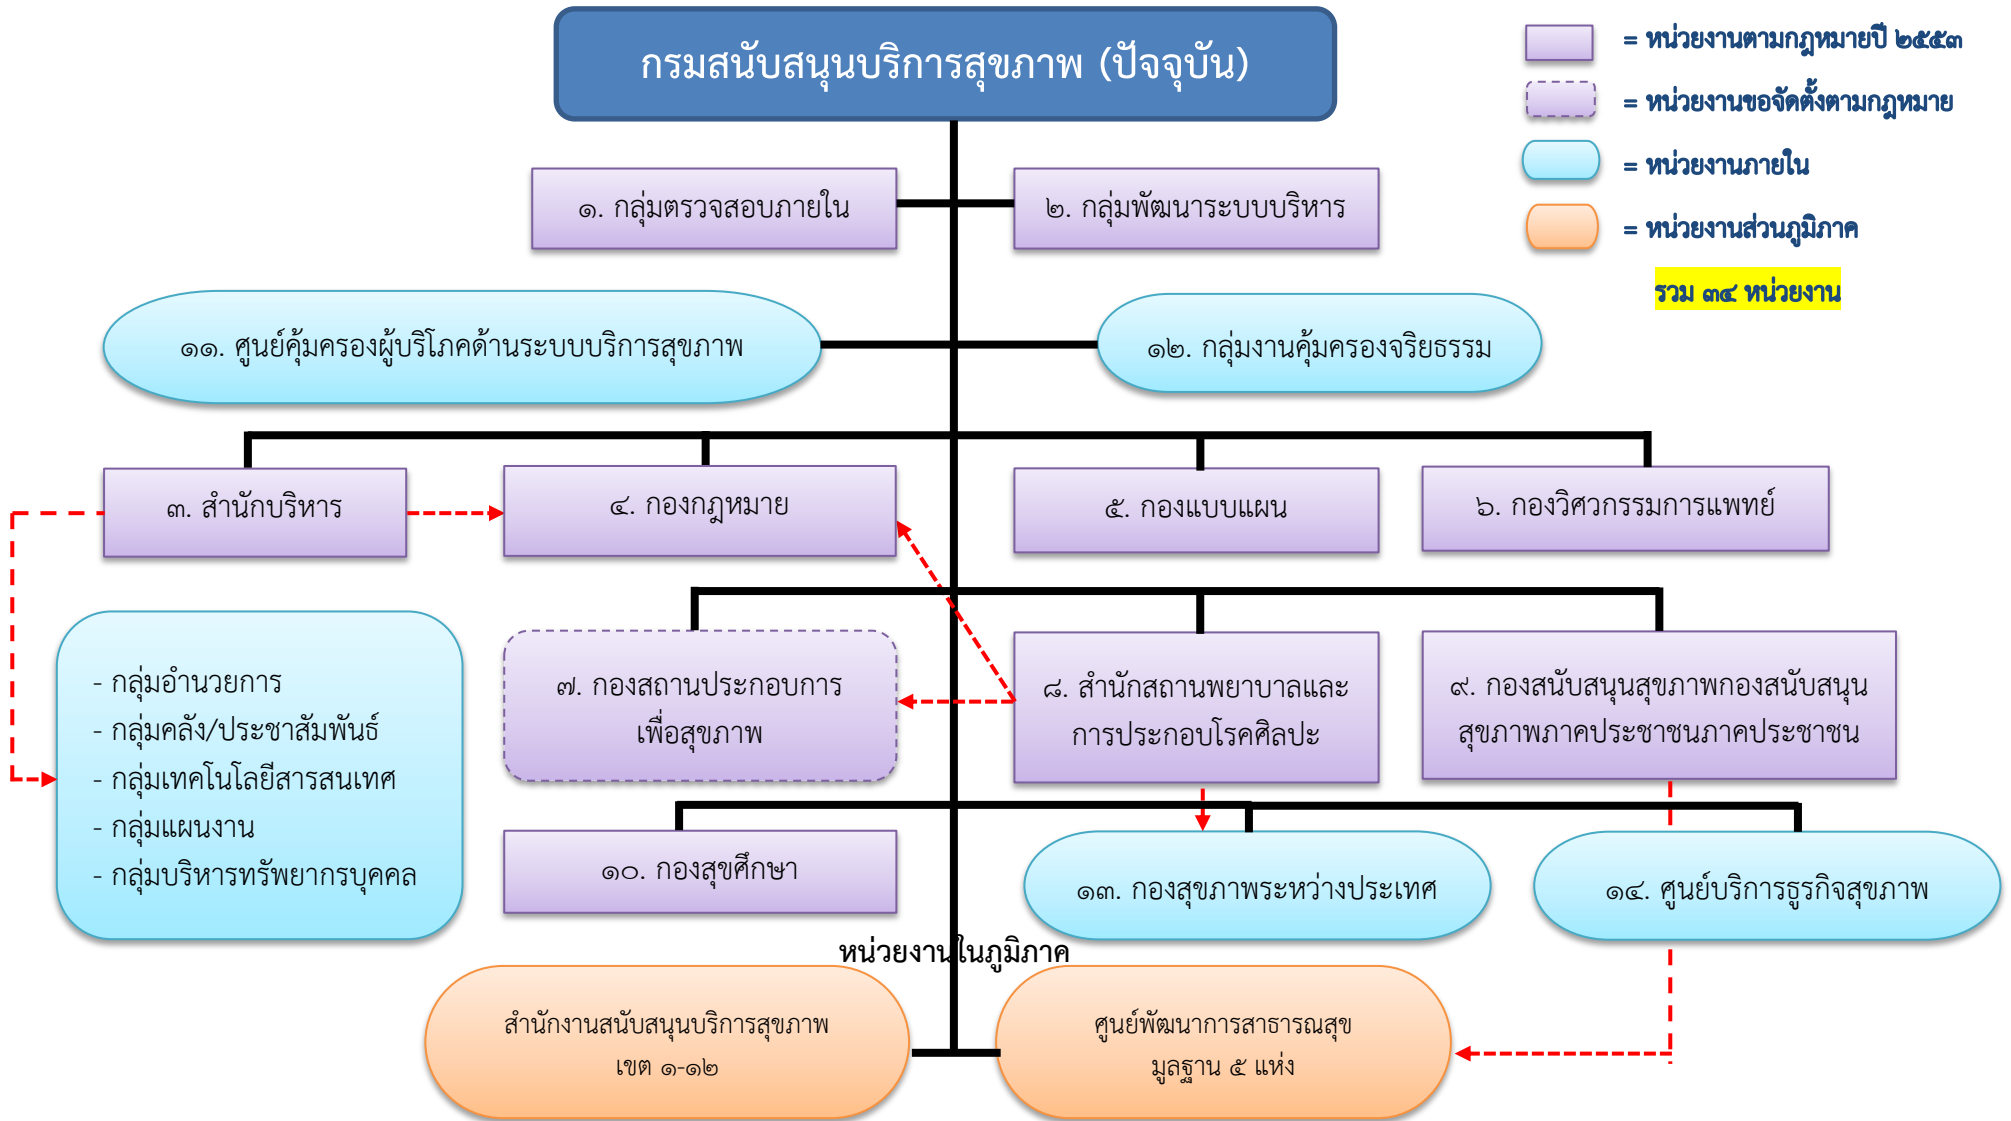 กรมสนับสนุนบริการสุขภาพ (ปัจจุบัน)
= หน่วยงานตามกฎหมายปี ๒๕๕๓
= หน่วยงานขอจัดตั้งตามกฎหมาย
= หน่วยงานภายใน
= หน่วยงานส่วนภูมิภาค
รวม ๓๔ หน่วยงาน
๑. กลุ่มตรวจสอบภายใน
๒. กลุ่มพัฒนาระบบบริหาร
๑๑. ศูนย์คุ้มครองผู้บริโภคด้านระบบบริการสุขภาพ
๑๒. กลุ่มงานคุ้มครองจริยธรรม
๓. สำนักบริหาร
๔. กองกฎหมาย
๕. กองแบบแผน
๖. กองวิศวกรรมการแพทย์
- กลุ่มอำนวยการ
- กลุ่มคลัง/ประชาสัมพันธ์
- กลุ่มเทคโนโลยีสารสนเทศ
- กลุ่มแผนงาน
- กลุ่มบริหารทรัพยากรบุคคล
๗. กองสถานประกอบการ
เพื่อสุขภาพ
๘. สำนักสถานพยาบาลและ
การประกอบโรคศิลปะ
๙. กองสนับสนุนสุขภาพกองสนับสนุน
สุขภาพภาคประชาชนภาคประชาชน
๑๐. กองสุขศึกษา
๑๓. กองสุขภาพระหว่างประเทศ
๑๔. ศูนย์บริการธูรกิจสุขภาพ
หน่วยงานในภูมิภาค
สำนักงานสนับสนุนบริการสุขภาพ
เขต ๑-๑๒
ศูนย์พัฒนาการสาธารณสุข
มูลฐาน ๕ แห่ง